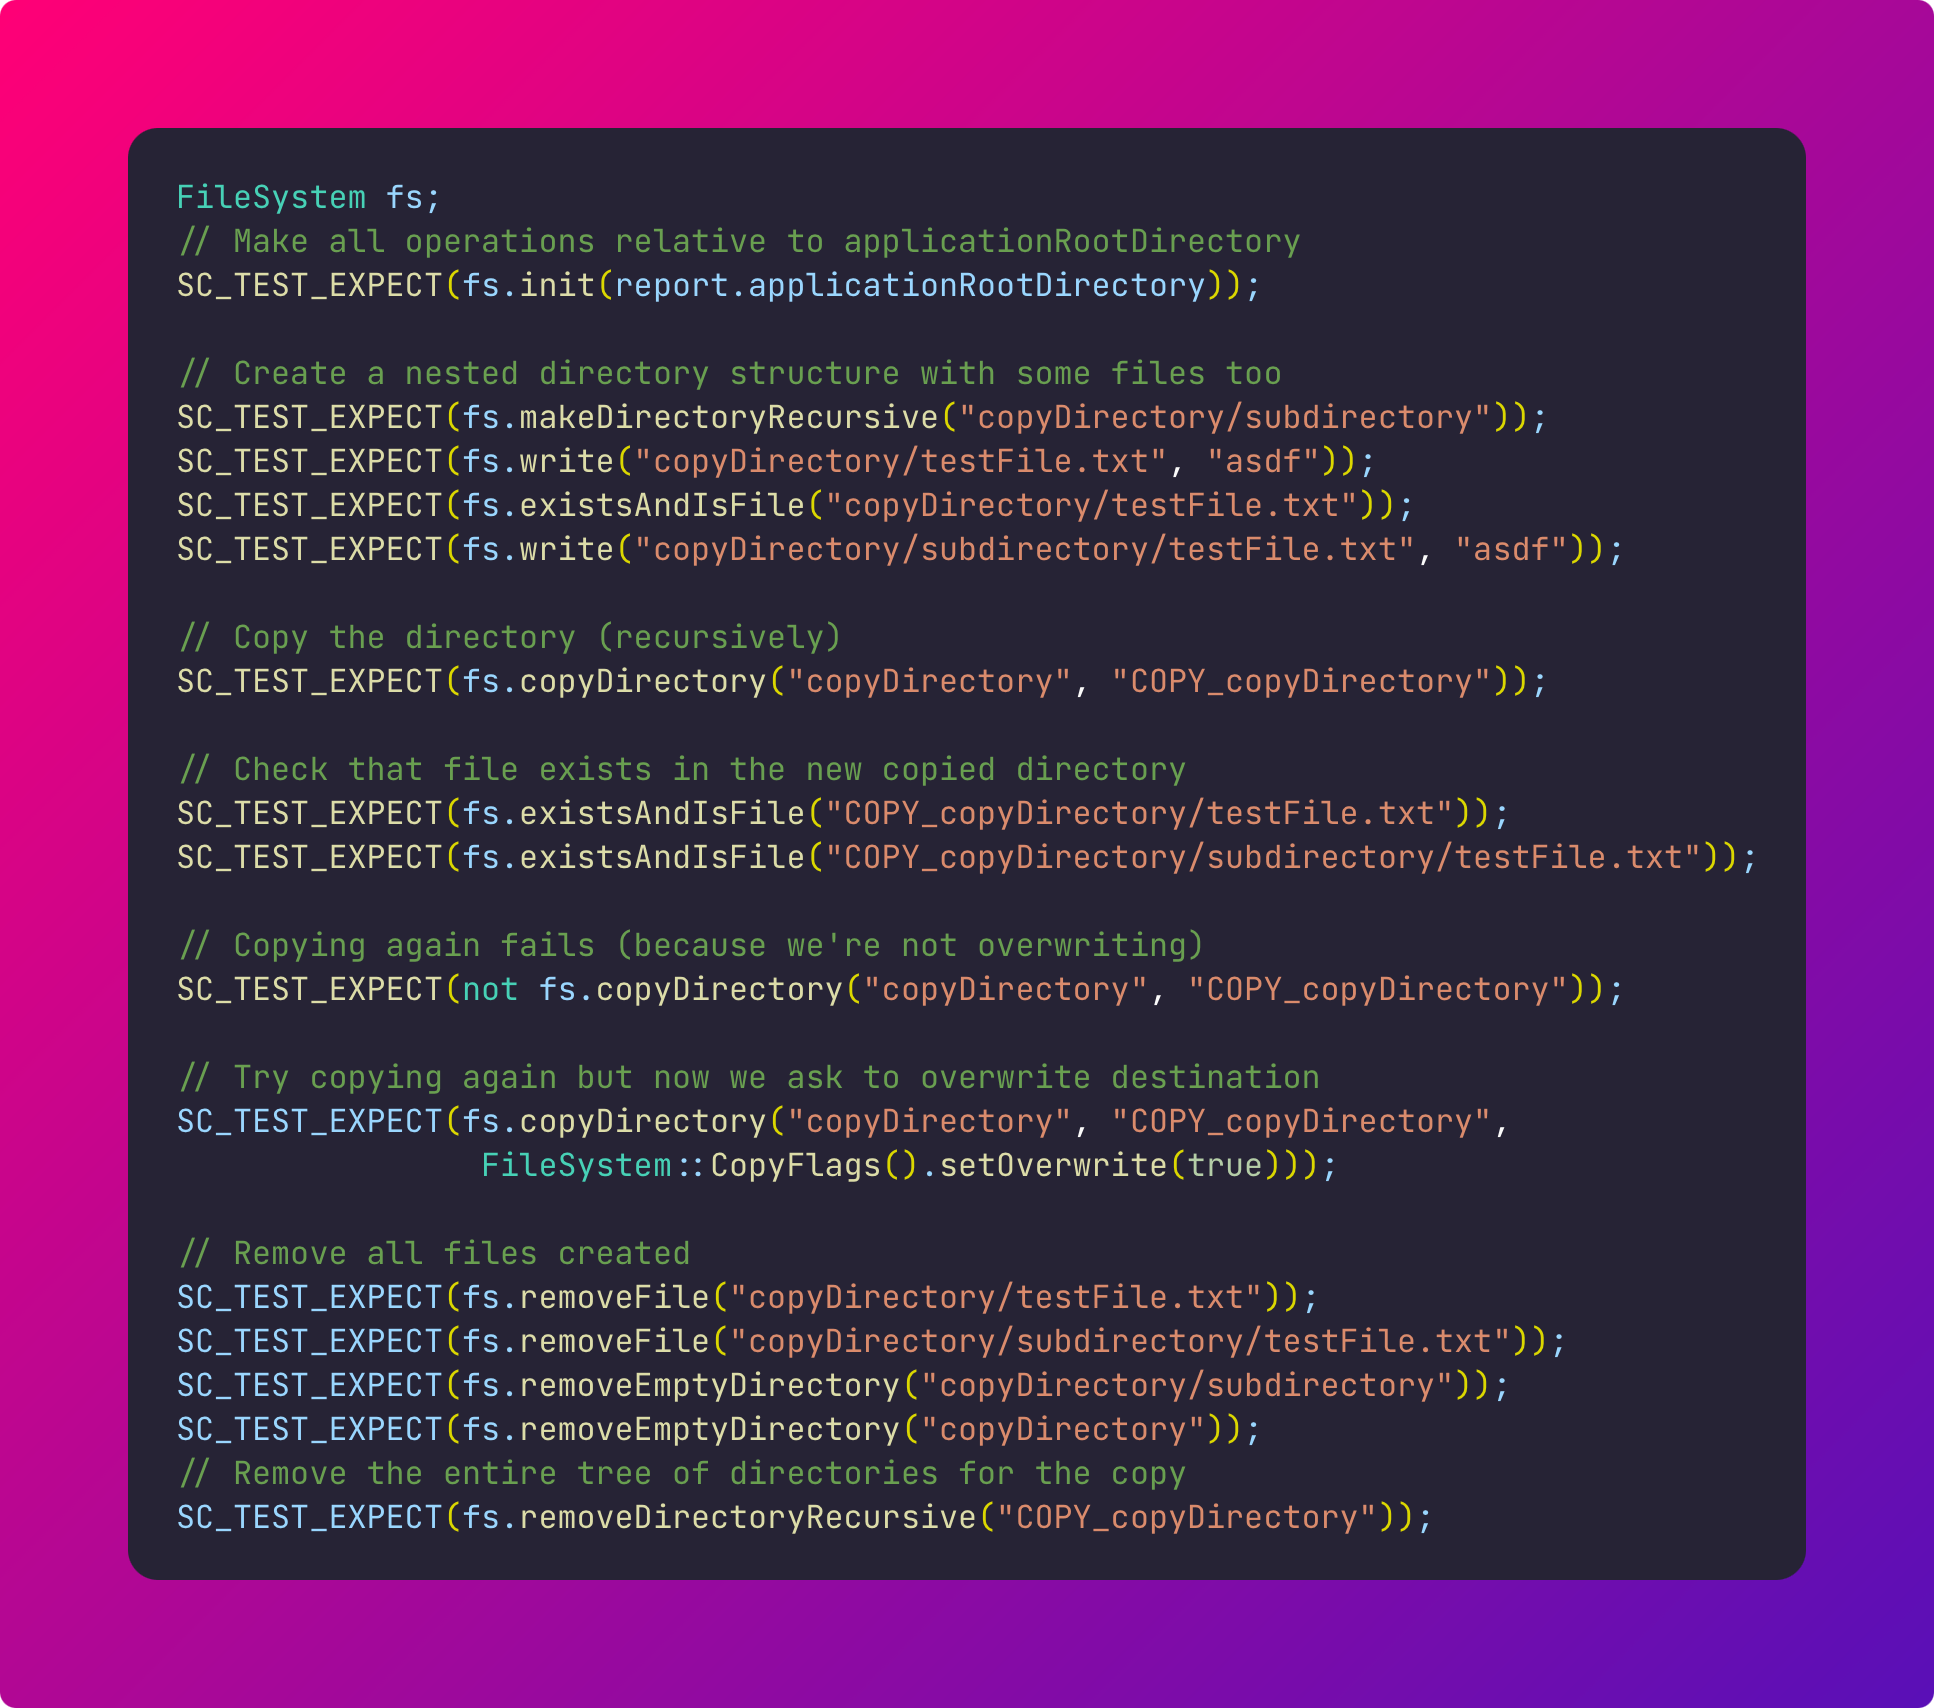 FileSystem fs;
// Make all operations relative to applicationRootDirectory
SC_TEST_EXPECT(fs.init(report.applicationRootDirectory));
// Create a nested directory structure with some files too
SC_TEST_EXPECT(fs.makeDirectoryRecursive("copyDirectory/subdirectory"));
SC_TEST_EXPECT(fs.write("copyDirectory/testFile.txt", "asdf"));
SC_TEST_EXPECT(fs.existsAndIsFile("copyDirectory/testFile.txt"));
SC_TEST_EXPECT(fs.write("copyDirectory/subdirectory/testFile.txt", "asdf"));
// Copy the directory (recursively)
SC_TEST_EXPECT(fs.copyDirectory("copyDirectory", "COPY_copyDirectory"));
// Check that file exists in the new copied directory
SC_TEST_EXPECT(fs.existsAndIsFile("COPY_copyDirectory/testFile.txt"));
SC_TEST_EXPECT(fs.existsAndIsFile("COPY_copyDirectory/subdirectory/testFile.txt"));
// Copying again fails (because we're not overwriting)
SC_TEST_EXPECT(not fs.copyDirectory("copyDirectory", "COPY_copyDirectory"));
// Try copying again but now we ask to overwrite destination
SC_TEST_EXPECT(fs.copyDirectory("copyDirectory", "COPY_copyDirectory",
                FileSystem::CopyFlags().setOverwrite(true)));
// Remove all files created
SC_TEST_EXPECT(fs.removeFile("copyDirectory/testFile.txt"));
SC_TEST_EXPECT(fs.removeFile("copyDirectory/subdirectory/testFile.txt"));
SC_TEST_EXPECT(fs.removeEmptyDirectory("copyDirectory/subdirectory"));
SC_TEST_EXPECT(fs.removeEmptyDirectory("copyDirectory"));
// Remove the entire tree of directories for the copy
SC_TEST_EXPECT(fs.removeDirectoryRecursive("COPY_copyDirectory"));